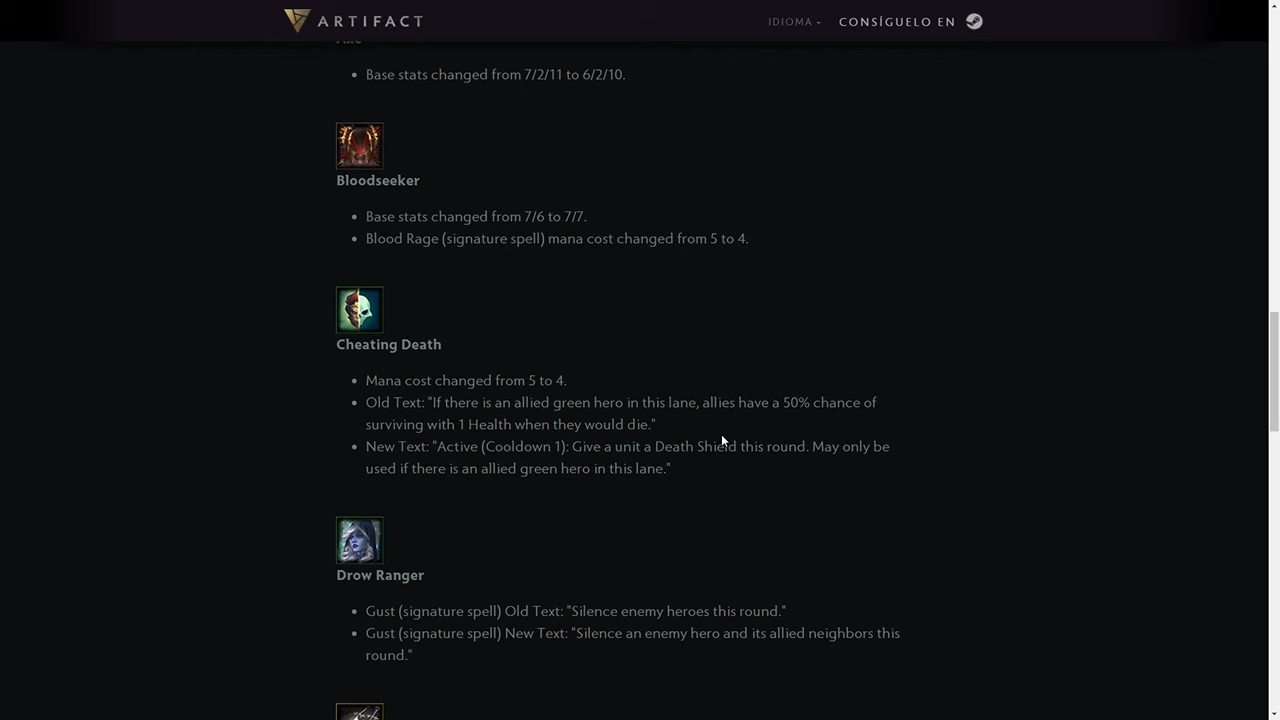 ARTIFACT
IDIOMA
CONSÍGUELO EN
Axe
Base stats changed from 7/2/11 to 6/2/10.
Bloodseeker
Base stats changed from 7/6 to 7/7.
Blood Rage (signature spell) mana cost changed from 5 to 4.
Cheating Death
Mana cost changed from 5 to 4.
Old Text: "If there is an allied green hero in this lane, allies have a 50% chance of
surviving with 1 Health when they would die."
New Text: "Active (Cooldown 1): Give a unit a Death Shield this round. May only be
used if there is an allied green hero in this lane."
Drow Ranger
Gust (signature spell) Old Text: "Silence enemy heroes this round."
Gust (signature spell) New Text: "Silence an enemy hero and its allied neighbors this
round."